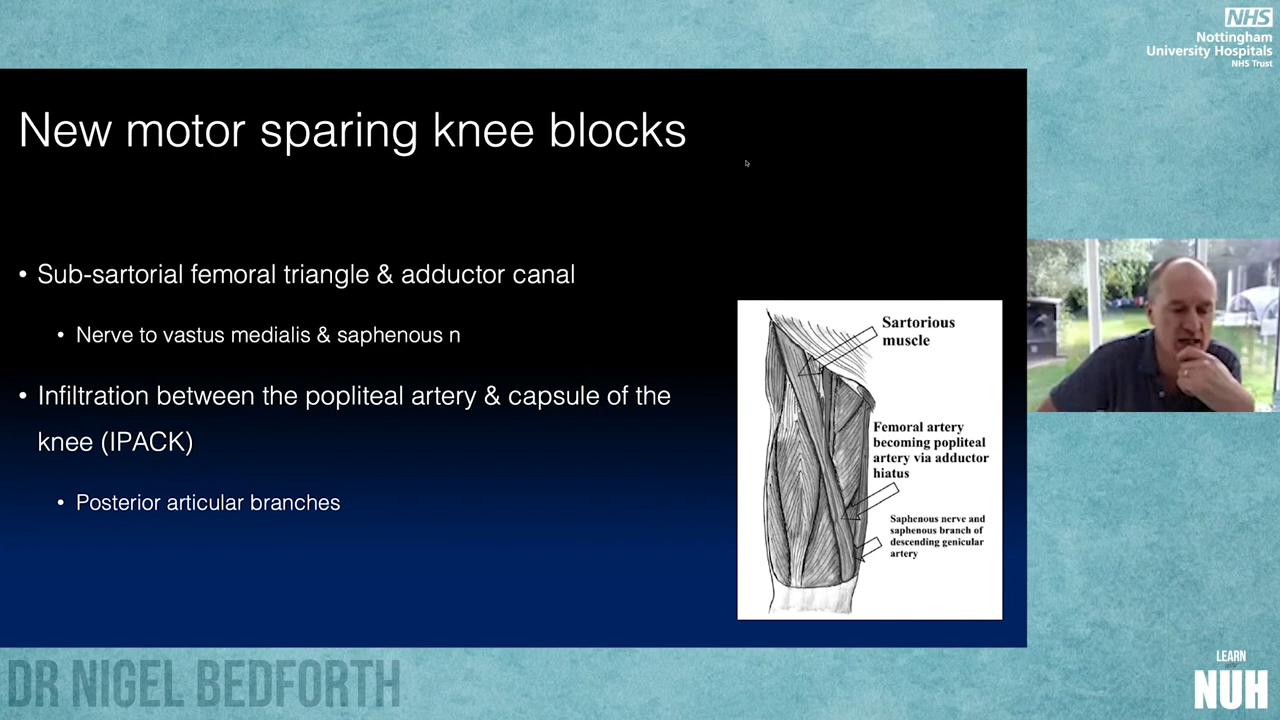 NHS
Nottingham
University Hospitals
NHS Trust
New motor sparing knee blocks
• Sub-sartorial femoral triangle & adductor canal
• Nerve to vastus medialis & saphenous n
• Infiltration between the popliteal artery & capsule of the
knee (IPACK)
• Posterior articular branches
Sartorious
muscle
Femoral artery
becoming popliteal
artery via adductor
hiatus
Saphenous nerve and
saphenous branch of
descending genicular
artery
DR NIGEL BEDFORTH
LEARN
NUH